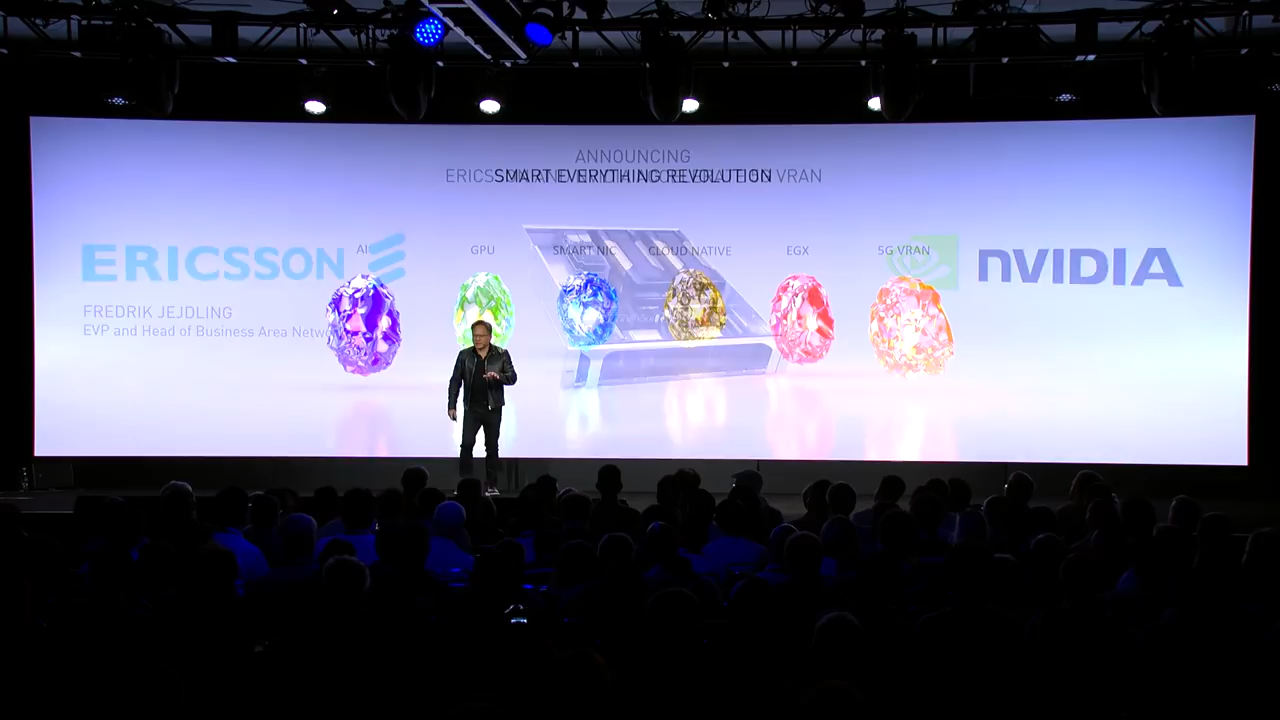 ANNOUNCING
SMART EVERYTHING REVOLUTION
VRAN
ERICSSON
AI
GPU
SMART NIC
CLOUD NATIVE
EGX
5G VRAN
NVIDIA
FREDRIK JEJDLING
EVP and Head of Business Area